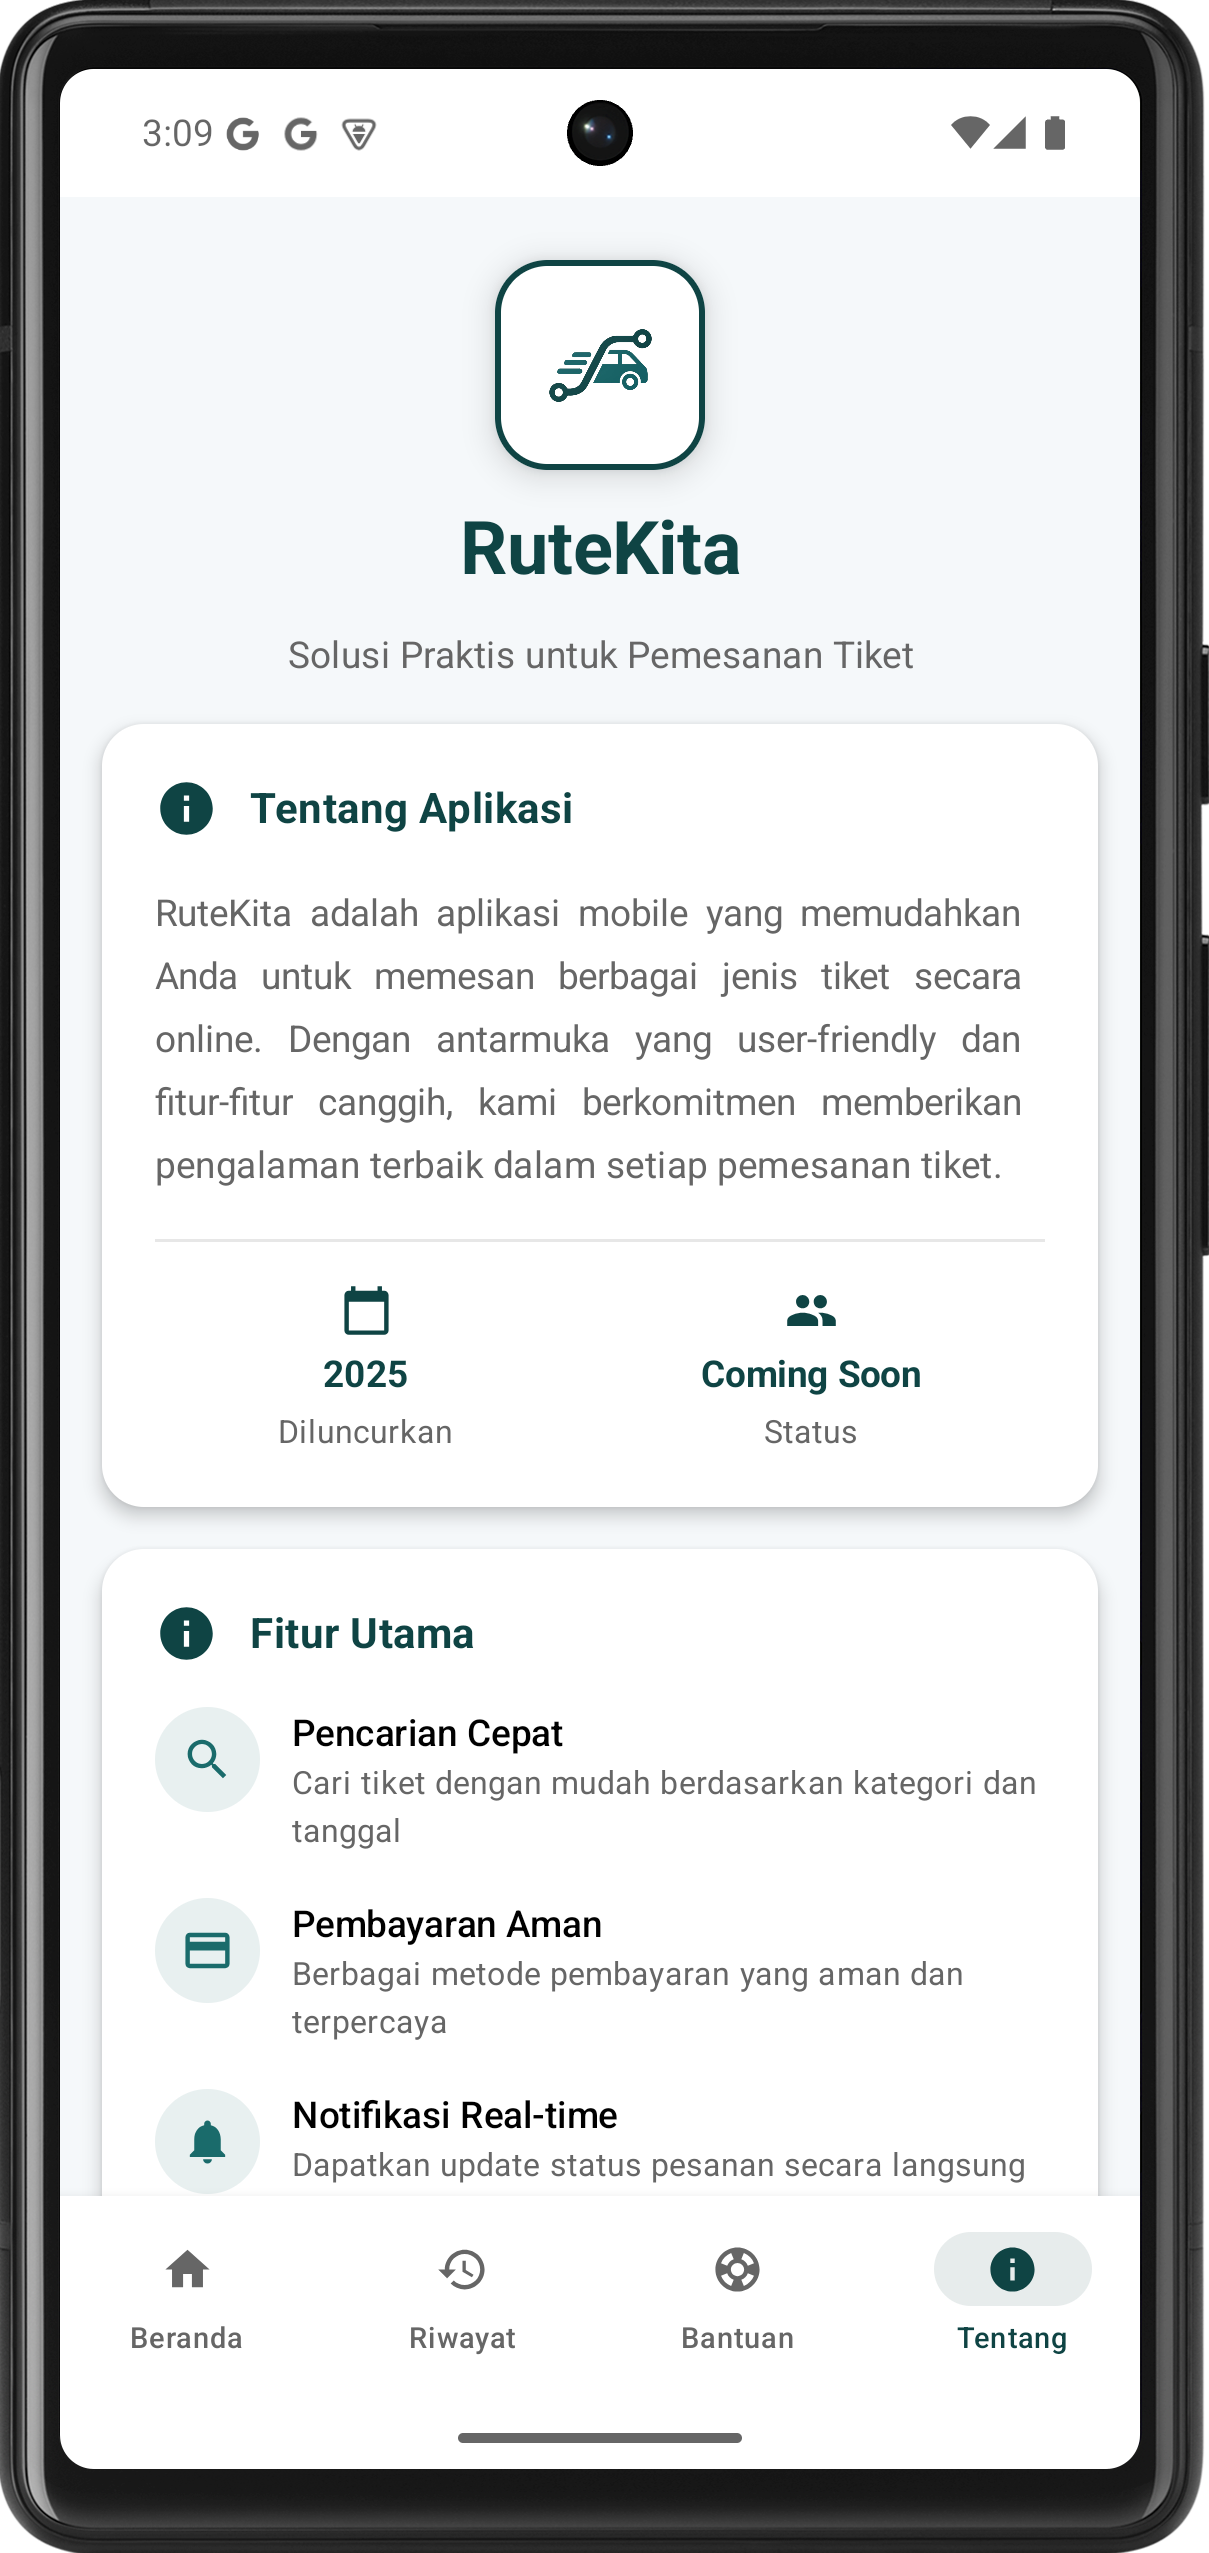 3:09
RuteKita
Solusi Praktis untuk Pemesanan Tiket
Tentang Aplikasi
RuteKita adalah aplikasi mobile yang memudahkan
Anda untuk memesan berbagai jenis tiket secara
online. Dengan antarmuka yang user-friendly dan
fitur-fitur canggih, kami berkomitmen memberikan
pengalaman terbaik dalam setiap pemesanan tiket.
2025
Diluncurkan
Coming Soon
Status
Fitur Utama
Pencarian Cepat
Cari tiket dengan mudah berdasarkan kategori dan
tanggal
Pembayaran Aman
Berbagai metode pembayaran yang aman dan
terpercaya
Notifikasi Real-time
Dapatkan update status pesanan secara langsung
Beranda
Riwayat
Bantuan
Tentang